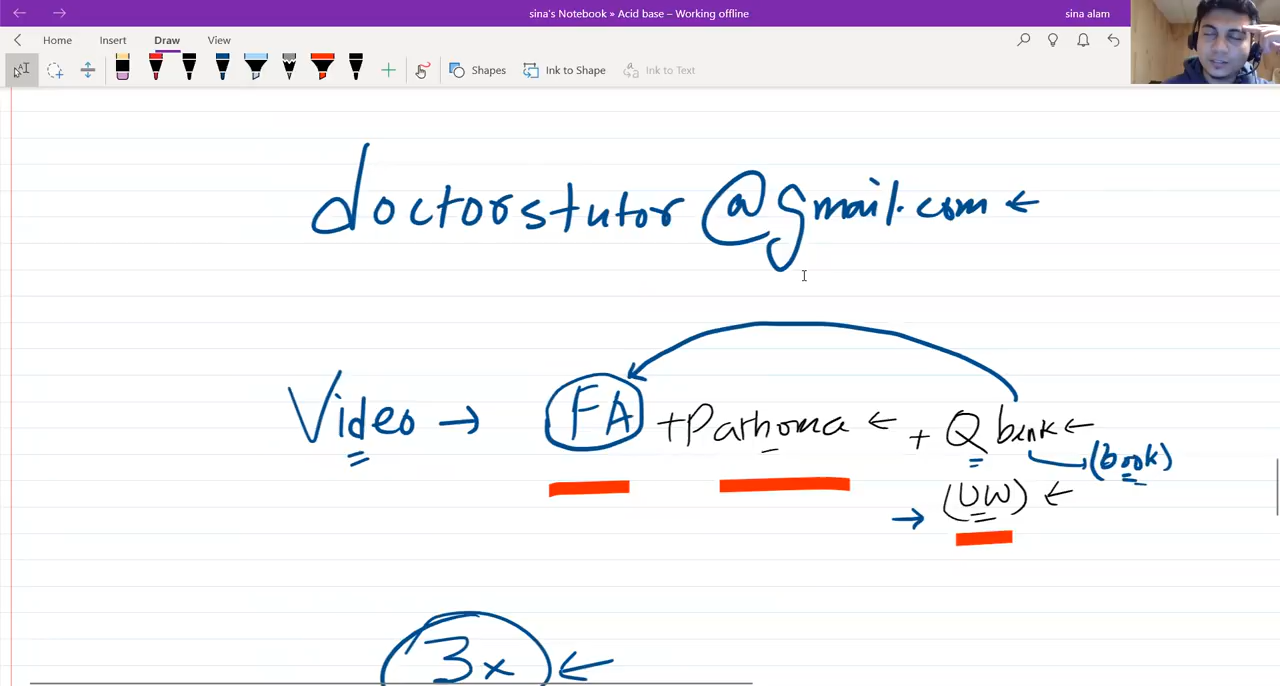 sina's Notebook » Acid base – Working offline
sina alam
Home Insert Draw View
Shapes Ink to Shape Ink to Text
doctorstutor@gmail.com ←
Video → FA + Pathoma ← + Q bank ←
(book)
→ (UW) ←
3x ←